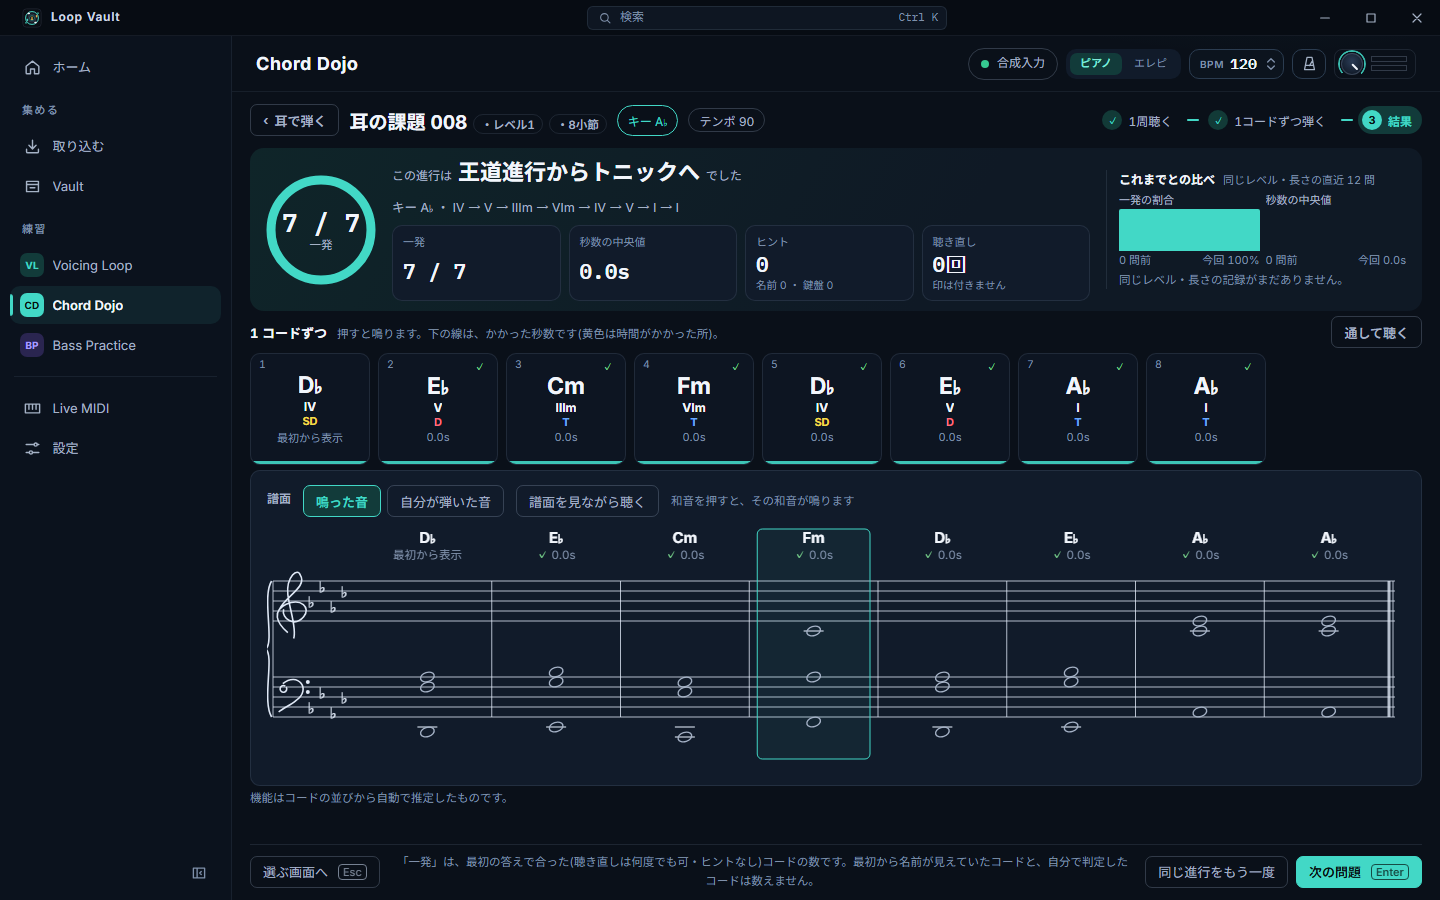 Loop Vault
検索
Ctrl K
ホーム
集める
取り込む
Vault
練習
VL Voicing Loop
CD Chord Dojo
BP Bass Practice
Live MIDI
設定
Chord Dojo
合成入力
ピアノ
エレピ
BPM 120
‹ 耳で弾く
耳の課題 008
・レベル1
・8小節
キー A♭
テンポ 90
✓ 1周聴く
✓ 1コードずつ弾く
3 結果
7 / 7
一発
この進行は 王道進行からトニックへ でした
キー A♭ ・ IV → V → IIIm → VIm → IV → V → I → I
一発
7 / 7
秒数の中央値
0.0s
ヒント
0
名前 0 ・ 鍵盤 0
聴き直し
0回
印は付きません
これまでとの比べ 同じレベル・長さの直近 12 問
一発の割合
0 問前 今回 100%
秒数の中央値
0 問前 今回 0.0s
同じレベル・長さの記録がまだありません。
1 コードずつ 押すと鳴ります。下の線は、かかった秒数です(黄色は時間がかかった所)。
通して聴く
1
D♭
IV
SD
最初から表示
2 ✓
E♭
V
D
0.0s
3 ✓
Cm
IIIm
T
0.0s
4 ✓
Fm
VIm
T
0.0s
5 ✓
D♭
IV
SD
0.0s
6 ✓
E♭
V
D
0.0s
7 ✓
A♭
I
T
0.0s
8 ✓
A♭
I
T
0.0s
譜面
鳴った音
自分が弾いた音
譜面を見ながら聴く
和音を押すと、その和音が鳴ります
D♭ E♭ Cm Fm D♭ E♭ A♭ A♭
最初から表示 ✓ 0.0s ✓ 0.0s ✓ 0.0s ✓ 0.0s ✓ 0.0s ✓ 0.0s ✓ 0.0s
機能はコードの並びから自動で推定したものです。
選ぶ画面へ Esc
「一発」は、最初の答えで合った(聴き直しは何度でも可・ヒントなし)コードの数です。最初から名前が見えていたコードと、自分で判定した
コードは数えません。
同じ進行をもう一度
次の問題 Enter